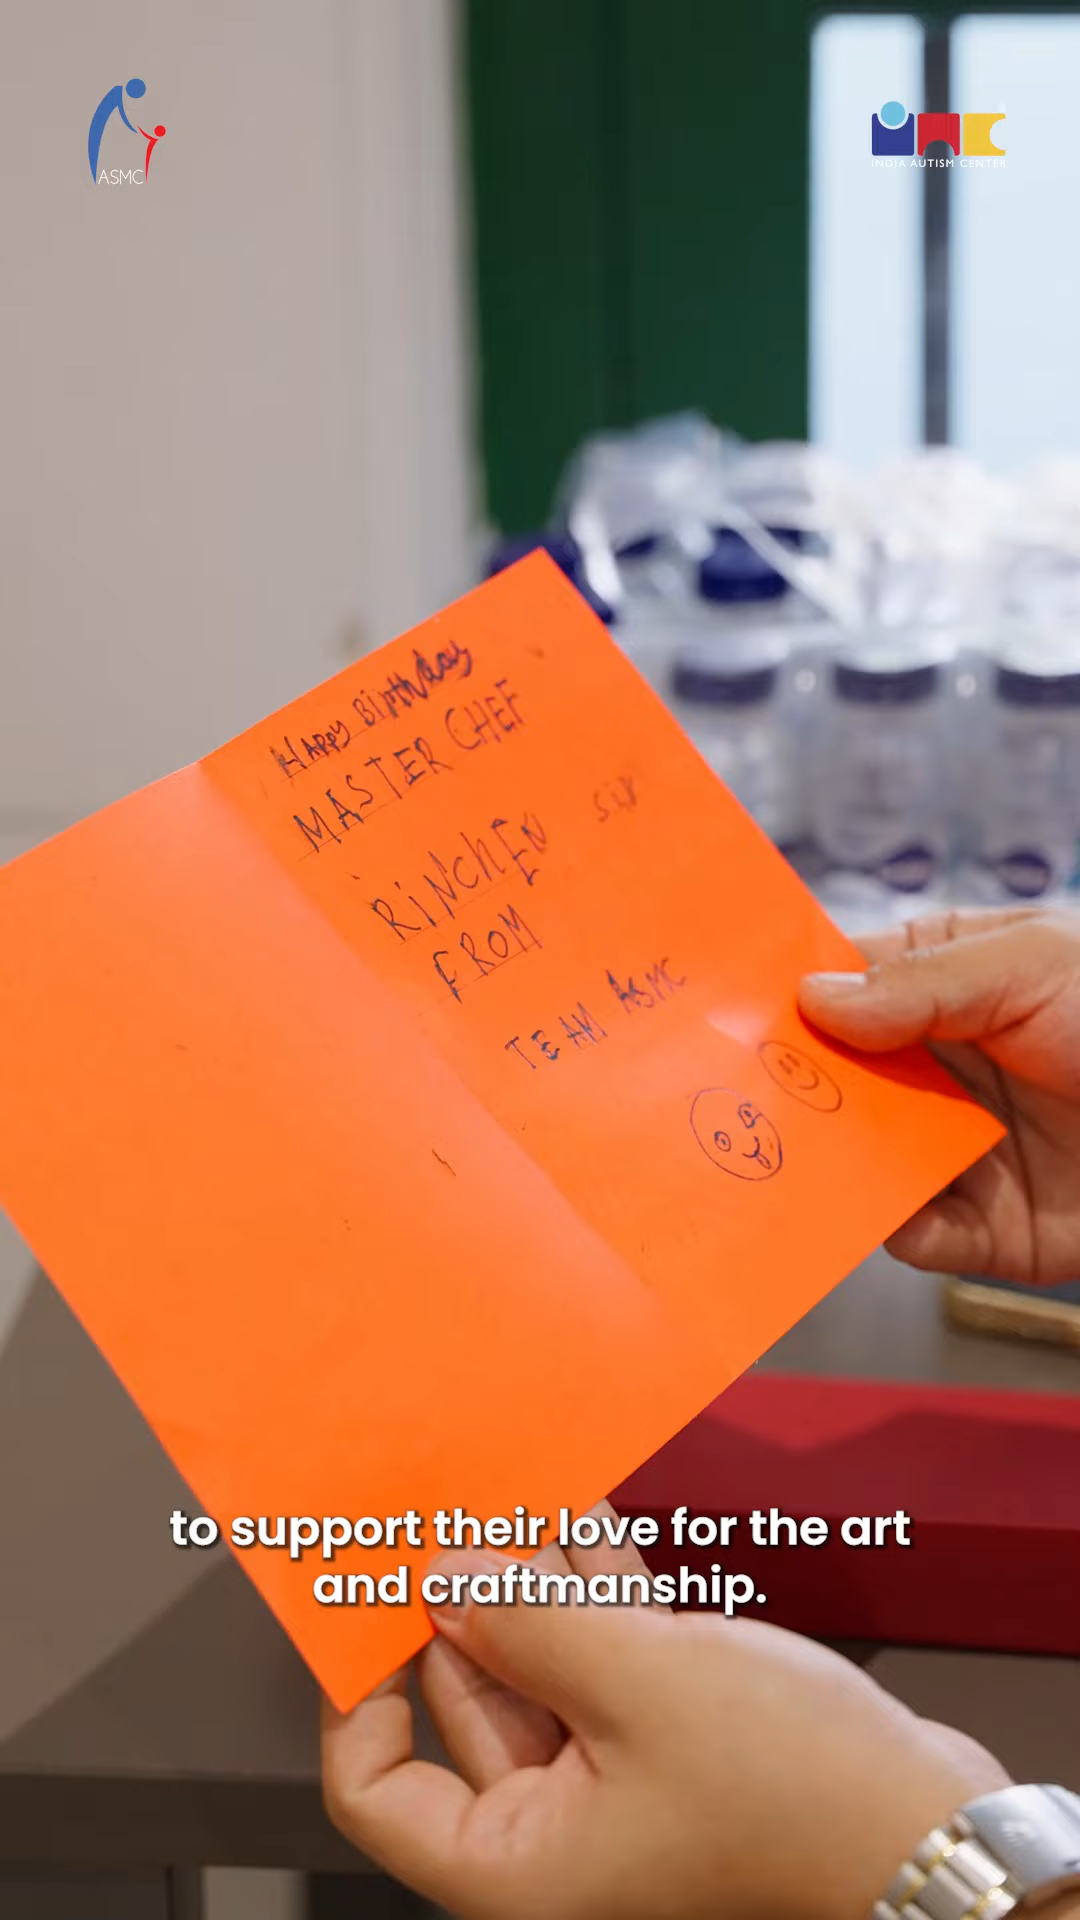 ASMC
INDIA AUTISM CENTER
HAPPY Birthday
MASTER CHEF
RINCHEN sir
FROM
TEAM ASMC
to support their love for the art
and craftmanship.